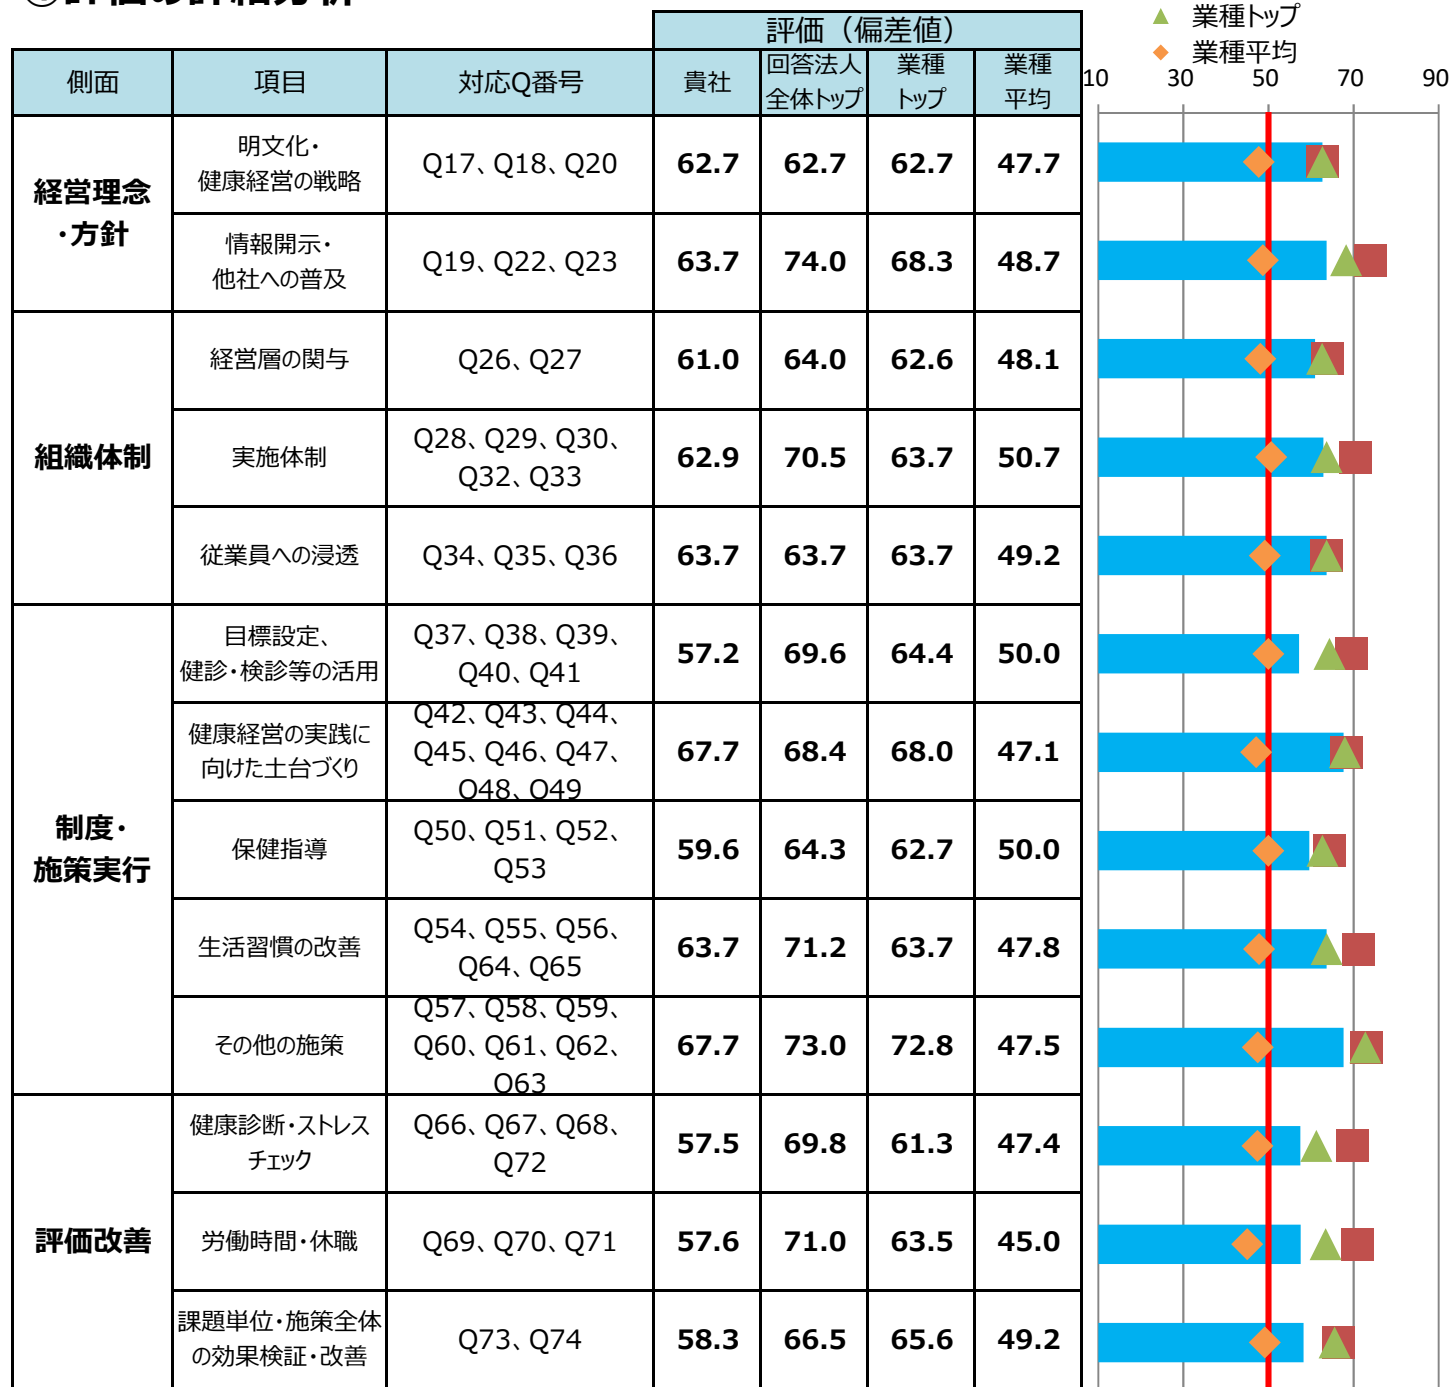 評価の詳細分析
▲ 業種トップ
◆ 業種平均
評価（偏差値）
側面 項目 対応Q番号 貴社 回答法人 業種 業種
全体トップ トップ 平均
10 30 50 70 90
経営理念
・方針
明文化・
健康経営の戦略
Q17、Q18、Q20 62.7 62.7 62.7 47.7
情報開示・
他社への普及
Q19、Q22、Q23 63.7 74.0 68.3 48.7
組織体制
経営層の関与 Q26、Q27 61.0 64.0 62.6 48.1
実施体制
Q28、Q29、Q30、
Q32、Q33
62.9 70.5 63.7 50.7
従業員への浸透 Q34、Q35、Q36 63.7 63.7 63.7 49.2
制度・
施策実行
目標設定、
健診・検診等の活用
Q37、Q38、Q39、
Q40、Q41
57.2 69.6 64.4 50.0
健康経営の実践に
向けた土台づくり
Q42、Q43、Q44、
Q45、Q46、Q47、
Q48、Q49
67.7 68.4 68.0 47.1
保健指導
Q50、Q51、Q52、
Q53
59.6 64.3 62.7 50.0
生活習慣の改善
Q54、Q55、Q56、
Q64、Q65
63.7 71.2 63.7 47.8
その他の施策
Q57、Q58、Q59、
Q60、Q61、Q62、
Q63
67.7 73.0 72.8 47.5
評価改善
健康診断・ストレス
チェック
Q66、Q67、Q68、
Q72
57.5 69.8 61.3 47.4
労働時間・休職 Q69、Q70、Q71 57.6 71.0 63.5 45.0
課題単位・施策全体
の効果検証・改善
Q73、Q74 58.3 66.5 65.6 49.2